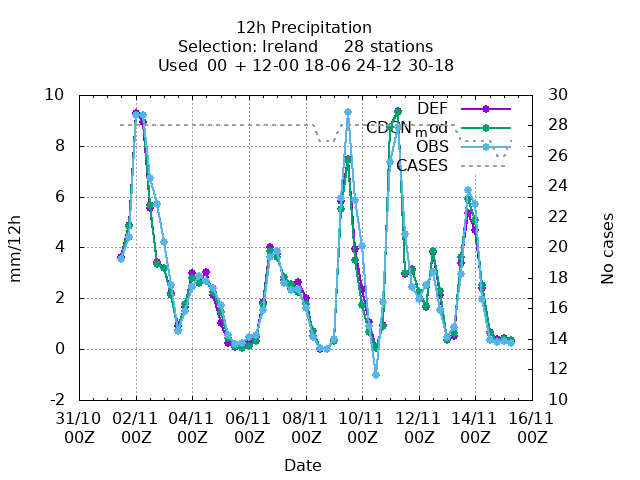 12h Precipitation
Selection: Ireland 28 stations
Used 00 + 12-00 18-06 24-12 30-18
10 30
DEF
28
CDCN_mod
8
OBS
26
CASES
24
6
22
4 20
18
2
16
14
0
12
-2 10
31/10 02/11 04/11 06/11 08/11 10/11 12/11 14/11 16/11
00Z 00Z 00Z 00Z 00Z 00Z 00Z 00Z 00Z
Date
mm/12h
No cases